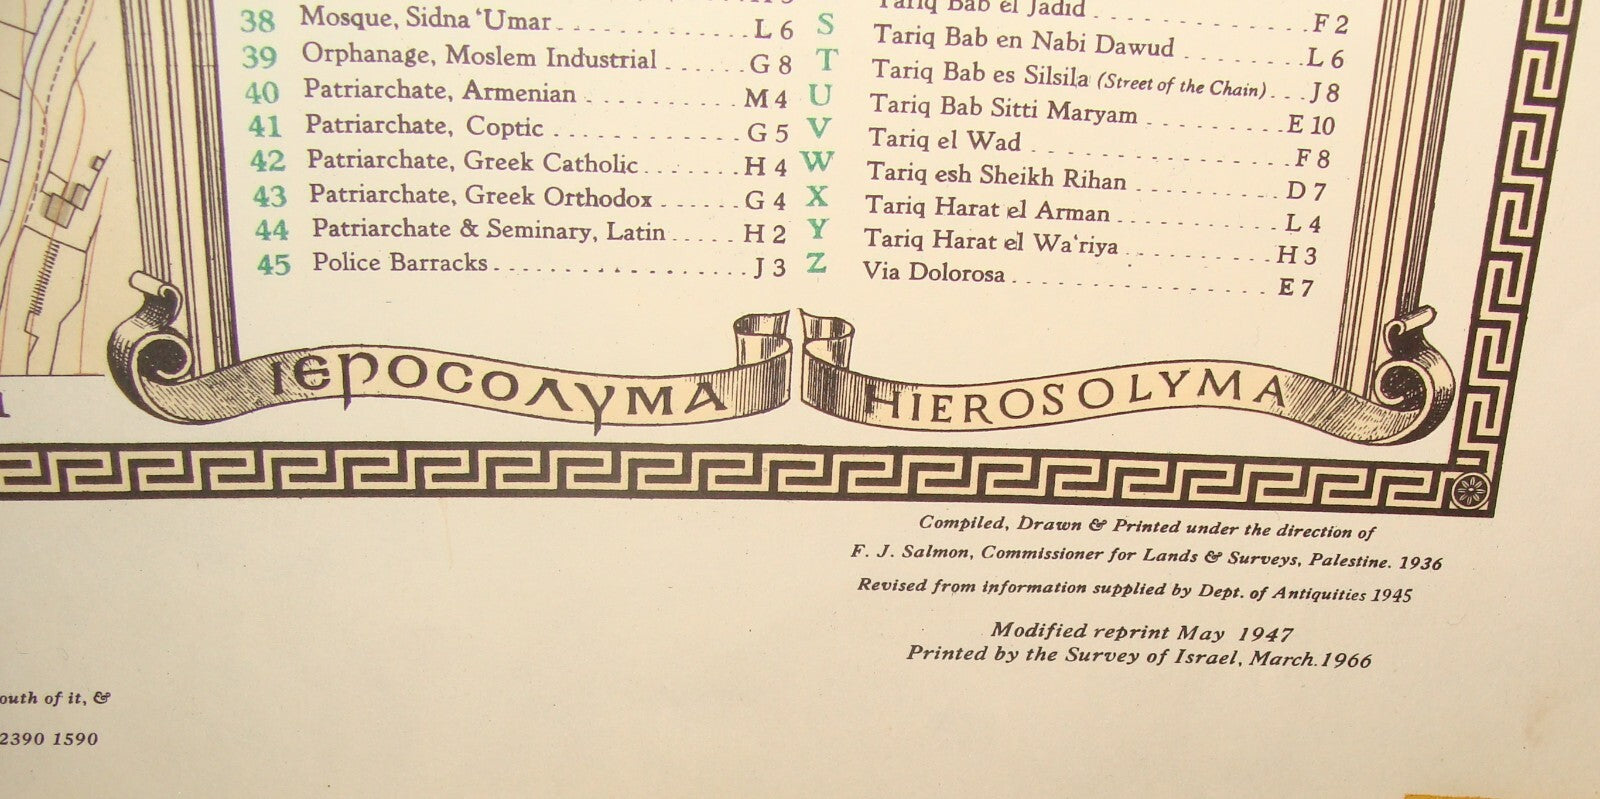 38 Mosque, Sidna ‘Umar L 6
39 Orphanage, Moslem Industrial G 8
40 Patriarchate, Armenian M 4
41 Patriarchate, Coptic G 5
42 Patriarchate, Greek Catholic H 4
43 Patriarchate, Greek Orthodox G 4
44 Patriarchate & Seminary, Latin H 2
45 Police Barracks J 3
Tariq Bab el Jadid F 2
S Tariq Bab en Nabi Dawud L 6
T Tariq Bab es Silsila (Street of the Chain) J 8
U Tariq Bab Sitti Maryam E 10
V Tariq el Wad F 8
W Tariq esh Sheikh Rihan D 7
X Tariq Harat el Arman L 4
Y Tariq Harat el Wa‘riya H 3
Z Via Dolorosa E 7
ΙΕΡΟСΟΛΥΜΑ
HIEROSOLYMA
Compiled, Drawn & Printed under the direction of
F. J. Salmon, Commissioner for Lands & Surveys, Palestine. 1936
Revised from information supplied by Dept. of Antiquities 1945
Modified reprint May 1947
Printed by the Survey of Israel, March.1966
outh of it, &
2390 1590